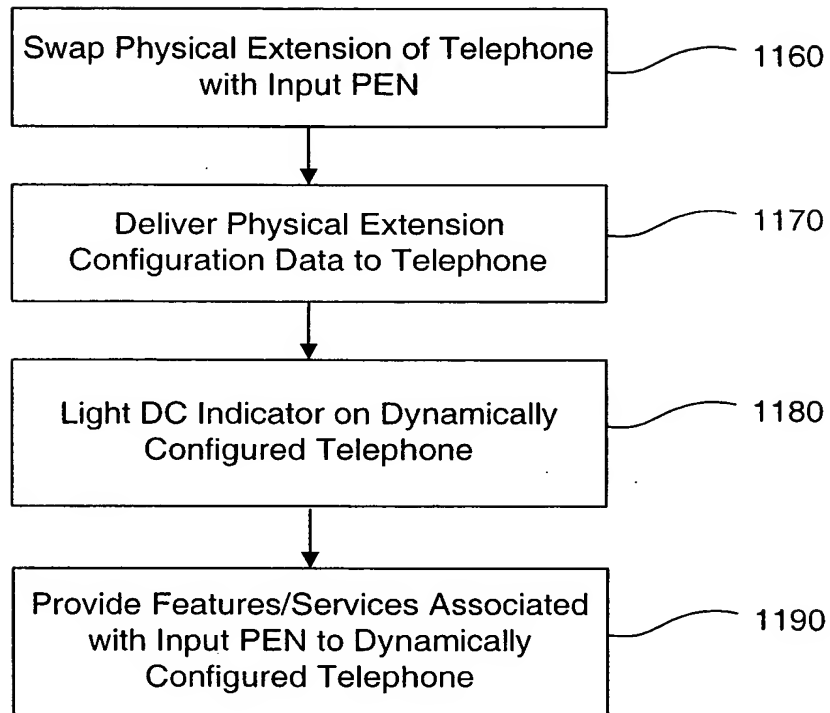 Swap Physical Extension of Telephone
with Input PEN
1160
Deliver Physical Extension
Configuration Data to Telephone
1170
Light DC Indicator on Dynamically
Configured Telephone
1180
Provide Features/Services Associated
with Input PEN to Dynamically
Configured Telephone
1190